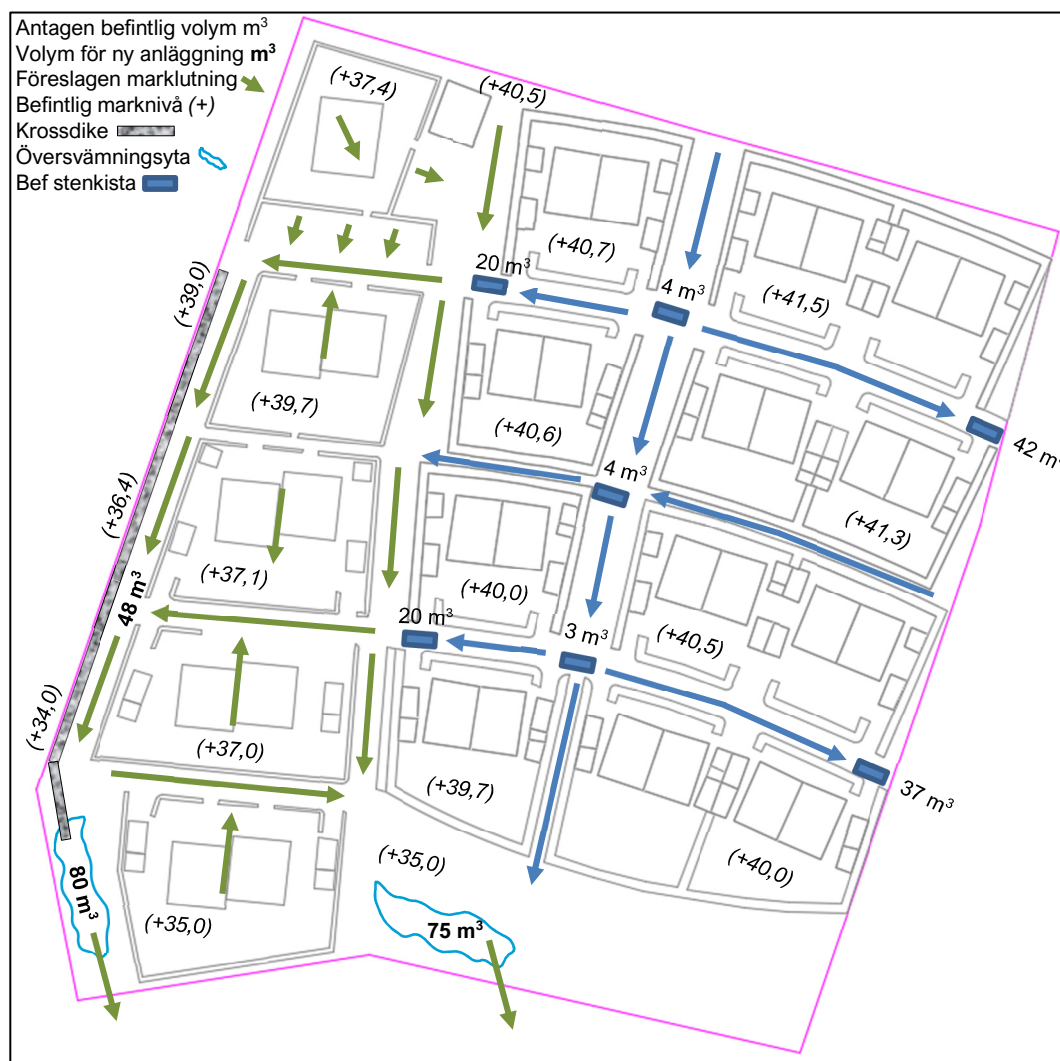 Antagen befintlig volym m³
Volym för ny anläggning m³
Föreslagen marklutning
Befintlig marknivå (+)
Krossdike
Översvämningsyta
Bef stenkista
(+37,4)
(+40,5)
(+40,7)
20 m³
4 m³
(+41,5)
(+39,0)
(+39,7)
(+40,6)
42 m³
4 m³
(+36,4)
(+41,3)
(+37,1)
(+40,0)
48 m³
20 m³
3 m³
(+40,5)
(+34,0)
(+37,0)
(+39,7)
37 m³
(+35,0)
(+40,0)
80 m³
(+35,0)
75 m³